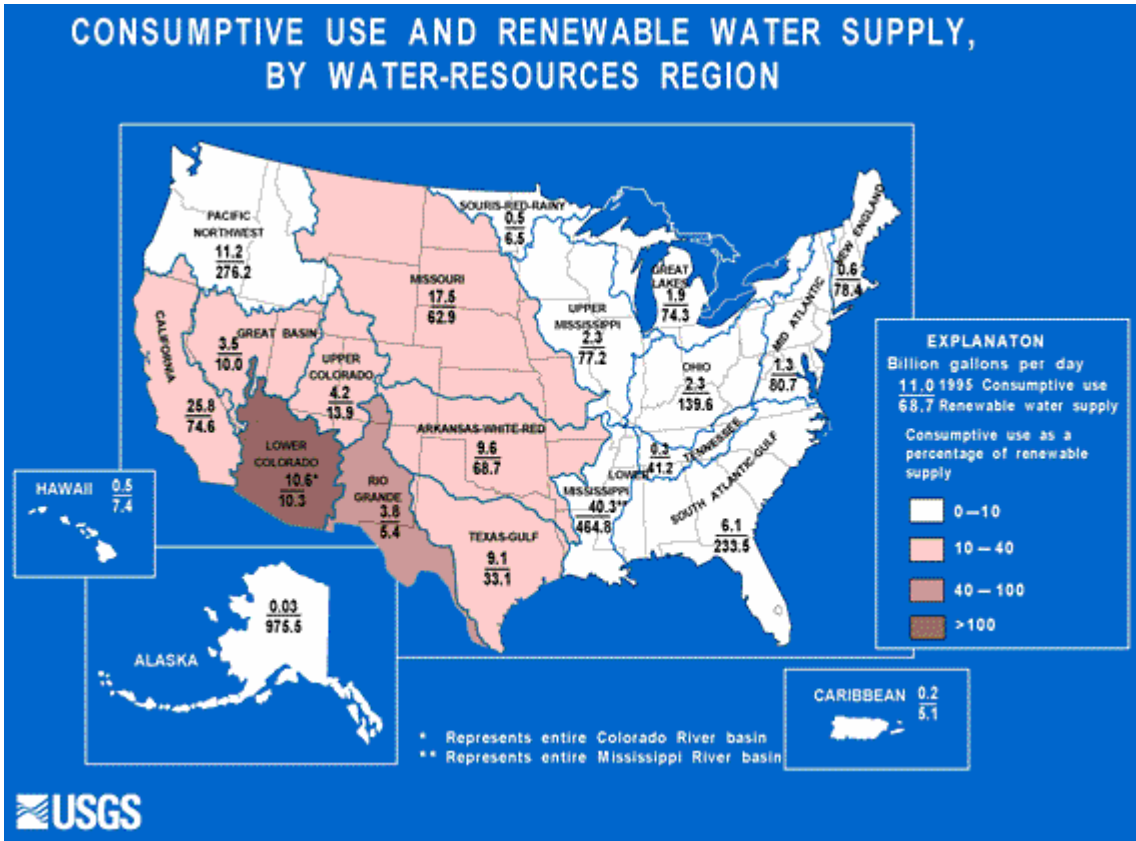 CONSUMPTIVE USE AND RENEWABLE WATER SUPPLY,
BY WATER-RESOURCES REGION
PACIFIC
NORTHWEST
11.2
276.2
SOURIS-RED-RAINY
0.5
6.5
NEW ENGLAND
0.6
78.4
MISSOURI
17.5
62.9
GREAT
LAKES
1.9
74.3
UPPER
MISSISSIPPI
2.3
77.2
MID ATLANTIC
1.3
80.7
CALIFORNIA
25.8
74.6
GREAT BASIN
3.5
10.0
UPPER
COLORADO
4.2
13.9
OHIO
2.3
139.6
LOWER
COLORADO
10.6*
10.3
RIO
GRANDE
3.8
5.4
ARKANSAS-WHITE-RED
9.6
68.7
TENNESSEE
0.3
41.2
LOWER
MISSISSIPPI
40.3**
464.8
SOUTH ATLANTIC-GULF
6.1
233.5
TEXAS-GULF
9.1
33.1
EXPLANATON
Billion gallons per day
11.0 1995 Consumptive use
68.7 Renewable water supply
Consumptive use as a
percentage of renewable
supply
0–10
10–40
40–100
>100
HAWAII 0.5
7.4
ALASKA
0.03
975.5
CARIBBEAN 0.2
5.1
* Represents entire Colorado River basin
** Represents entire Mississippi River basin
USGS